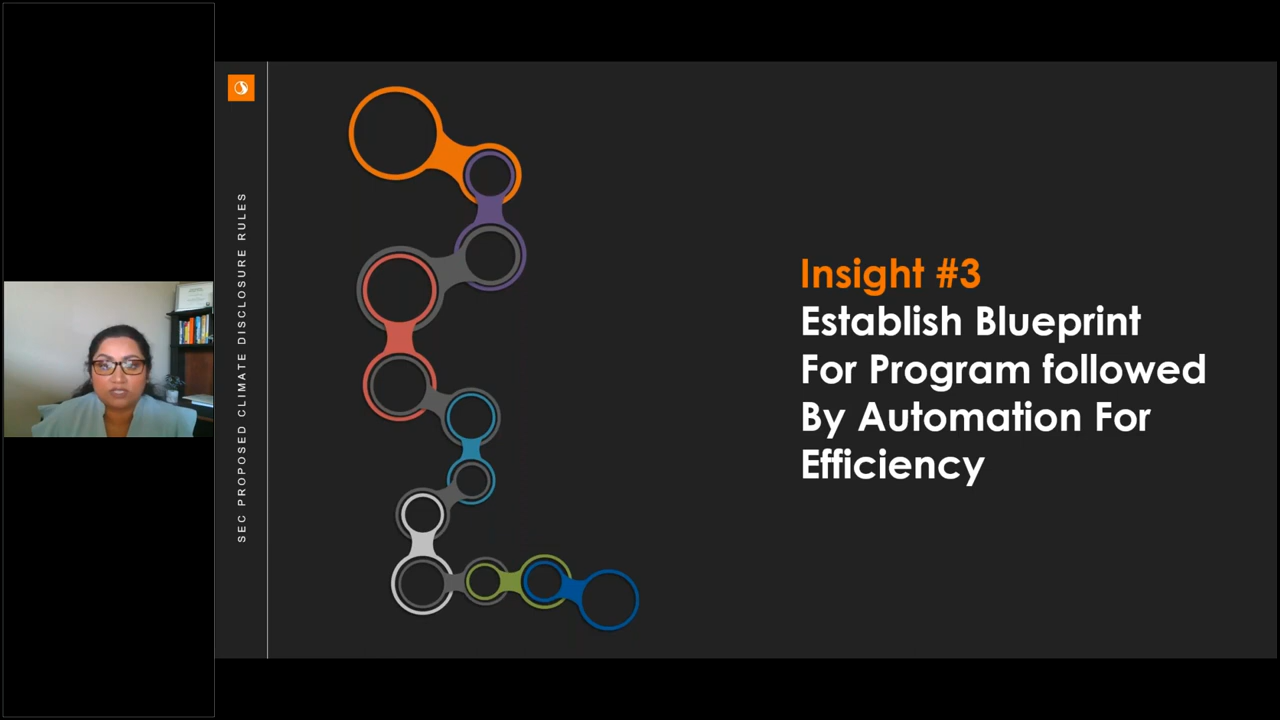 SEC PROPOSED CLIMATE DISCLOSURE RULES
Insight #3
Establish Blueprint
For Program followed
By Automation For
Efficiency